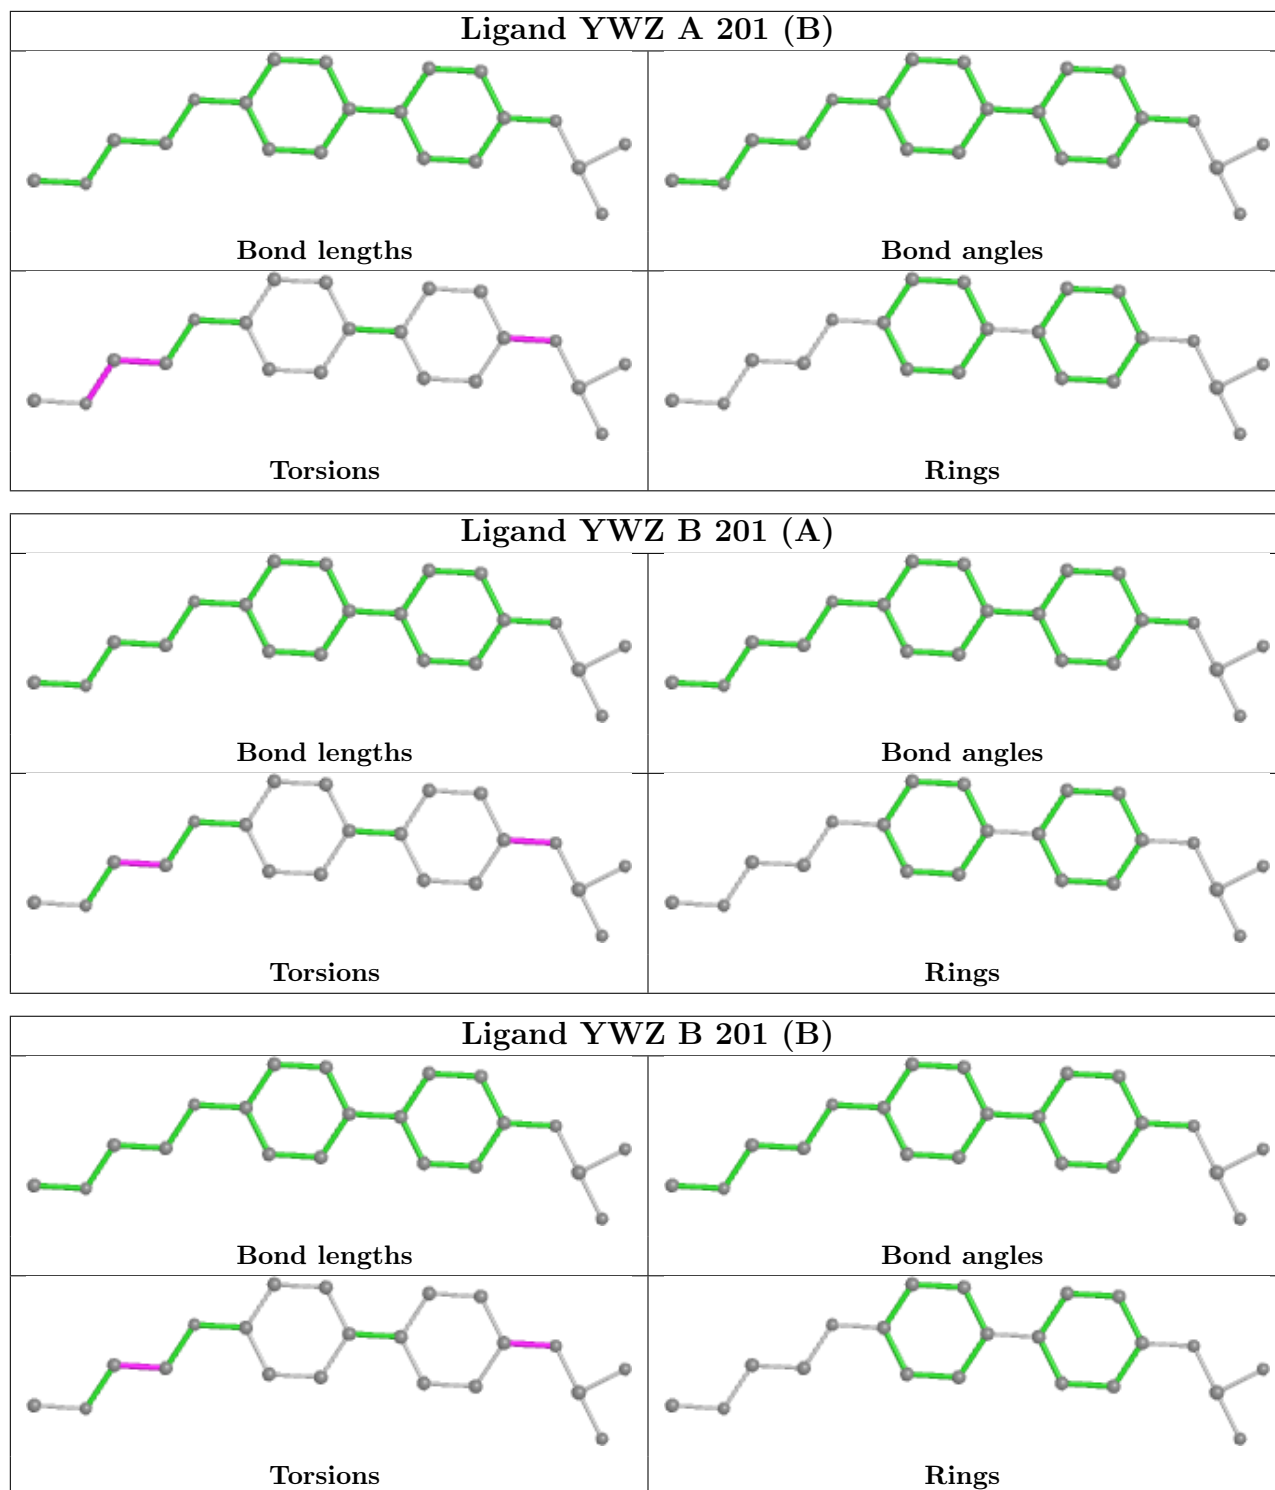 Ligand YWZ A 201 (B)
Bond lengths
Bond angles
Torsions
Rings
Ligand YWZ B 201 (A)
Bond lengths
Bond angles
Torsions
Rings
Ligand YWZ B 201 (B)
Bond lengths
Bond angles
Torsions
Rings